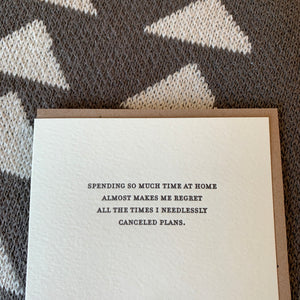 SPENDING SO MUCH TIME AT HOME
ALMOST MAKES ME REGRET
ALL THE TIMES I NEEDLESSLY
CANCELED PLANS.